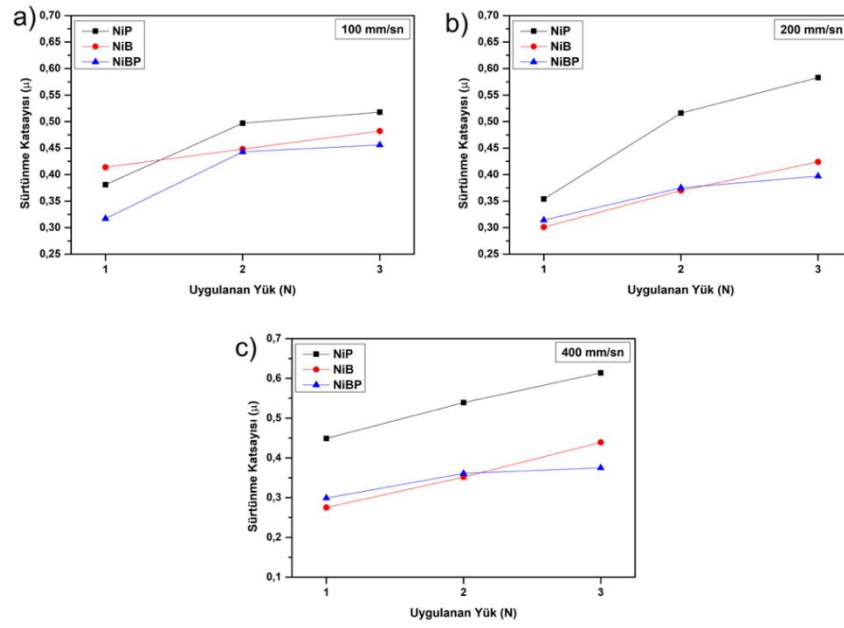 a)
0,70
0,65
0,60
0,55
0,50
0,45
0,40
0,35
0,30
0,25
Sürtünme Katsayısı (μ)
NiP
NiB
NiBP
100 mm/sn
1 2 3
Uygulanan Yük (N)
b)
0,70
0,65
0,60
0,55
0,50
0,45
0,40
0,35
0,30
0,25
Sürtünme Katsayısı (μ)
NiP
NiB
NiBP
200 mm/sn
1 2 3
Uygulanan Yük (N)
c)
0,7
0,6
0,5
0,4
0,3
0,2
0,1
Sürtünme Katsayısı (μ)
NiP
NiB
NiBP
400 mm/sn
1 2 3
Uygulanan Yük (N)